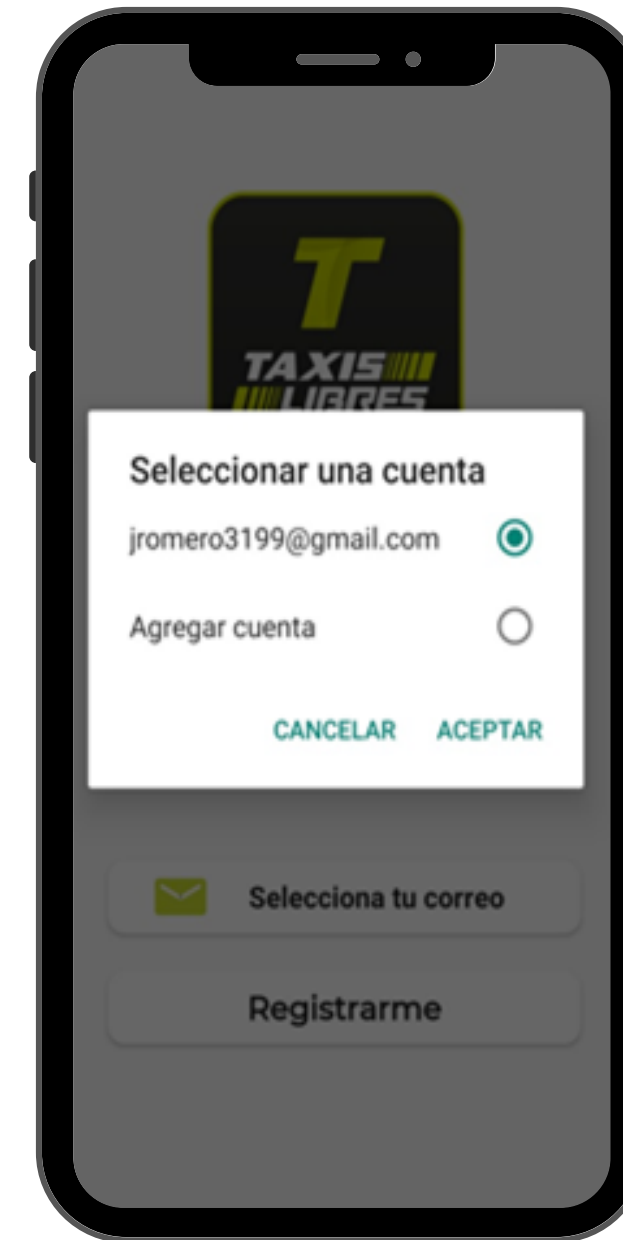 T
TAXIS
LIBRES
Seleccionar una cuenta
jromero3199@gmail.com
Agregar cuenta
CANCELAR ACEPTAR
Selecciona tu correo
Registrarme